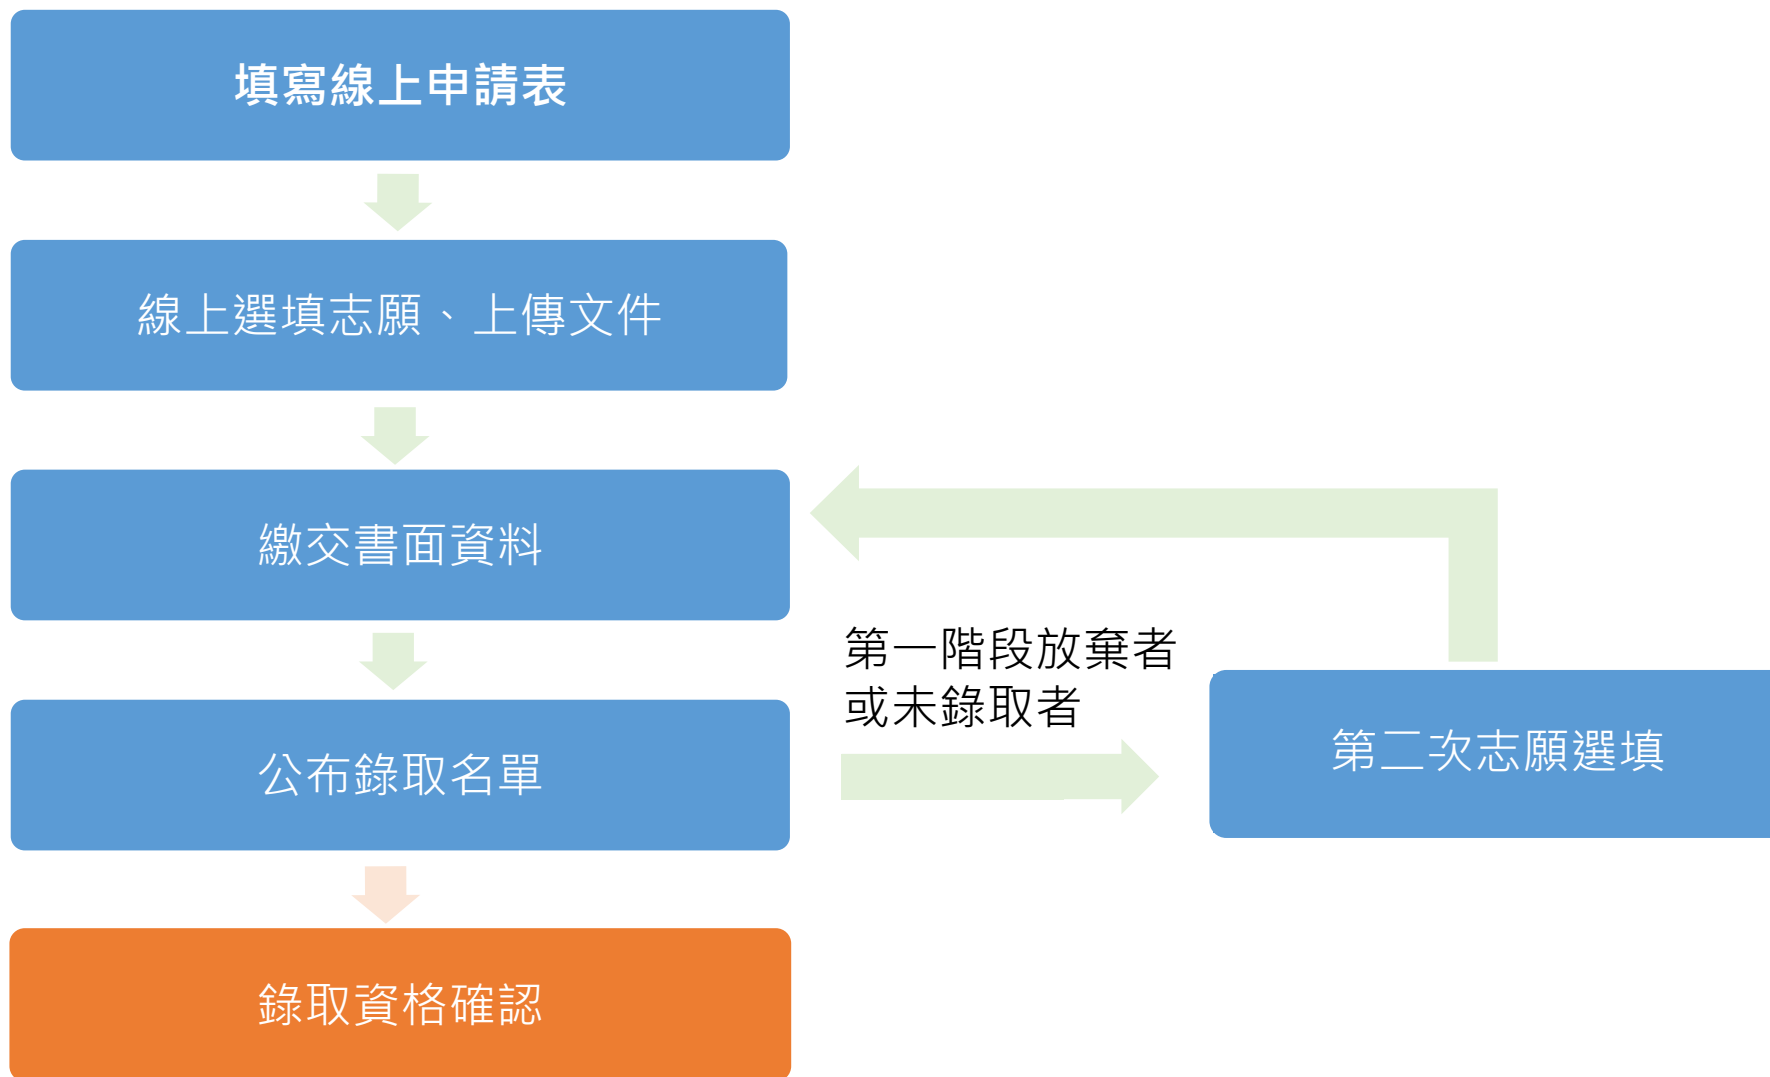 填寫線上申請表
線上選填志願、上傳文件
繳交書面資料
第一階段放棄者
或未錄取者
公布錄取名單
第二次志願選填
錄取資格確認